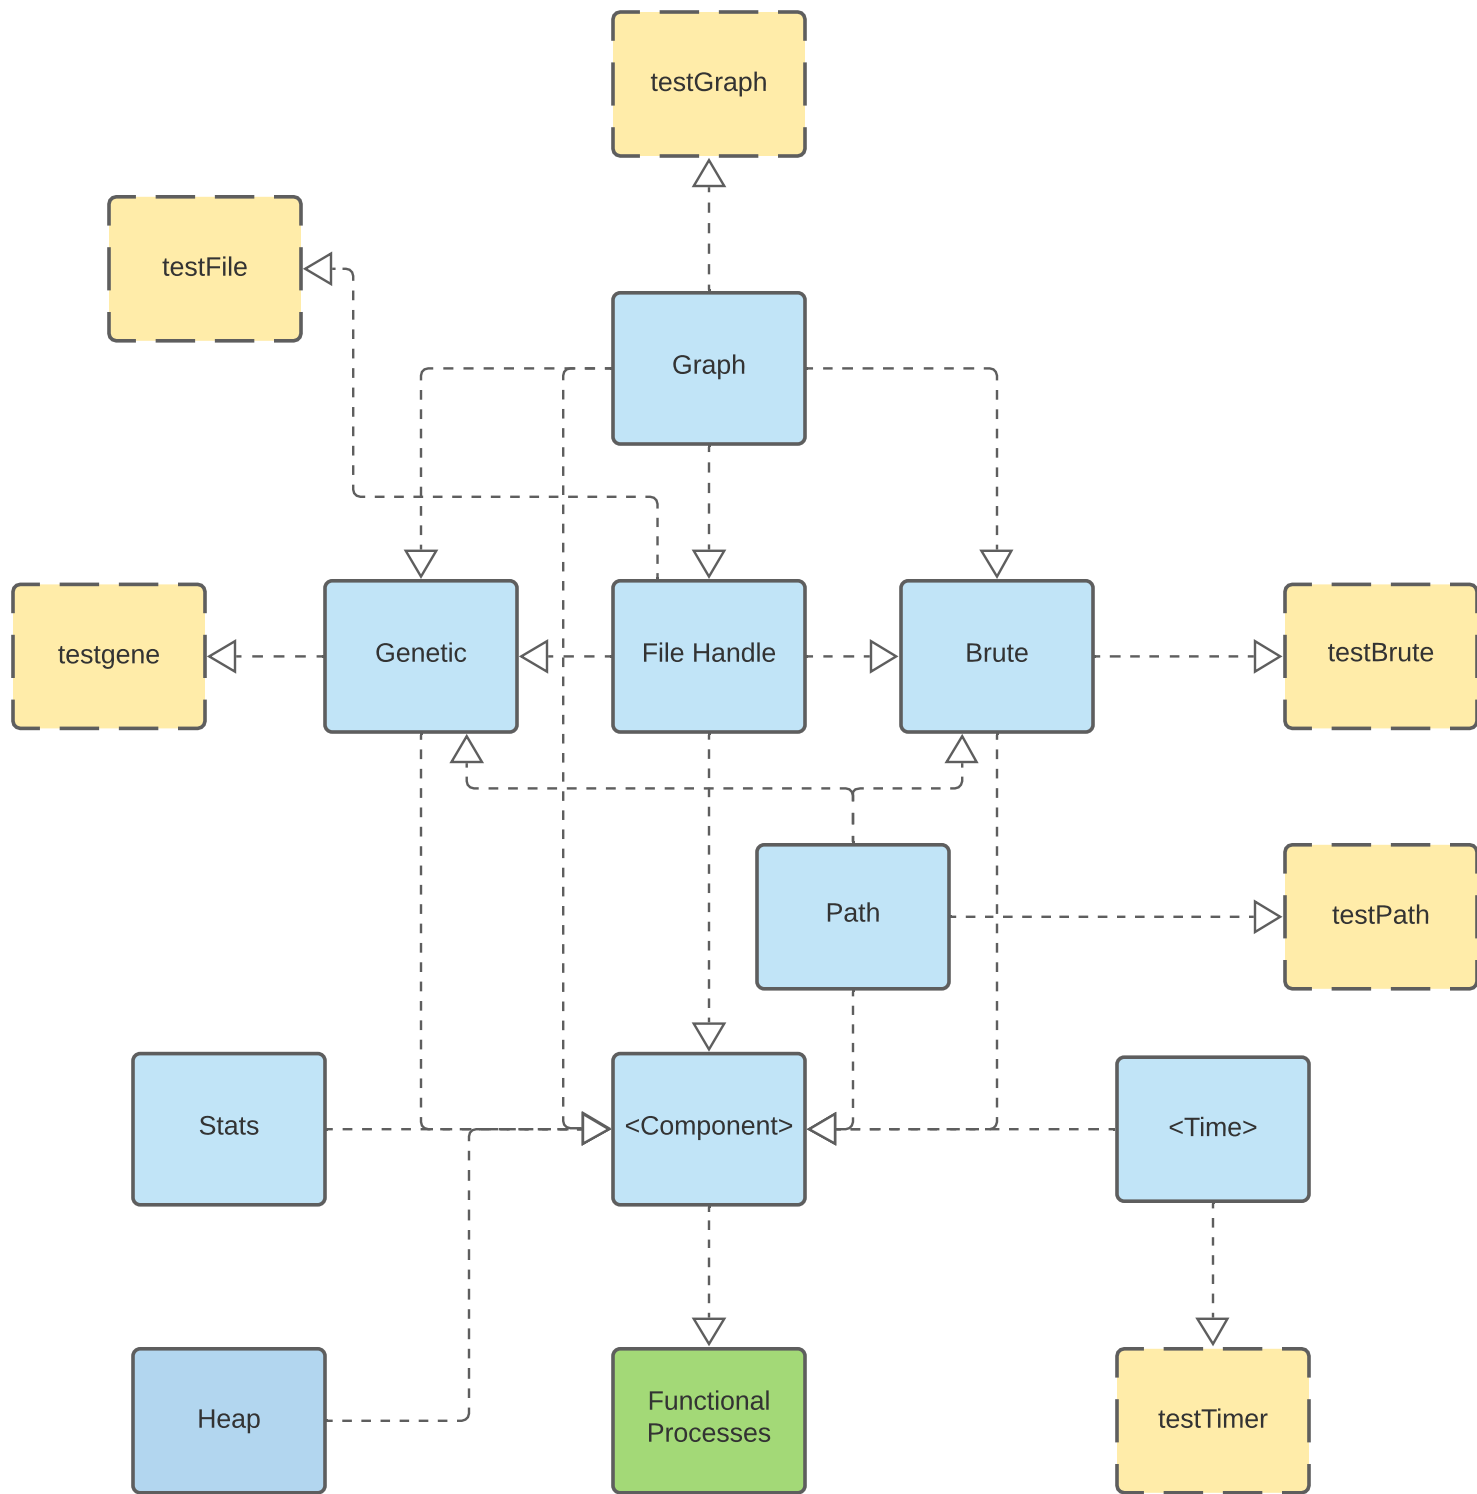 testGraph
testFile
Graph
testgene
Genetic
File Handle
Brute
testBrute
Path
testPath
Stats
<Component>
<Time>
Heap
Functional
Processes
testTimer